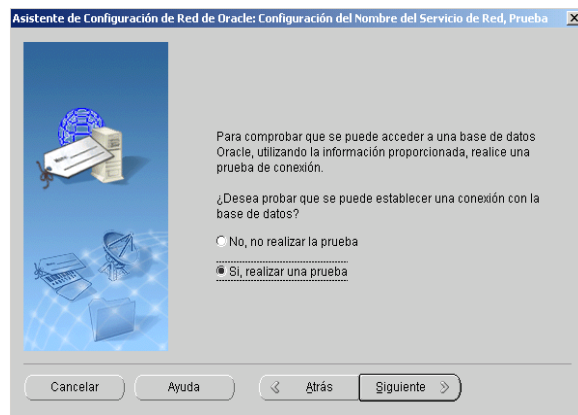 Asistente de Configuración de Red de Oracle: Configuración del Nombre del Servicio de Red, Prueba
Para comprobar que se puede acceder a una base de datos
Oracle, utilizando la información proporcionada, realice una
prueba de conexión.
¿Desea probar que se puede establecer una conexión con la
base de datos?
No, no realizar la prueba
Si, realizar una prueba
Cancelar
Ayuda
Atrás
Siguiente